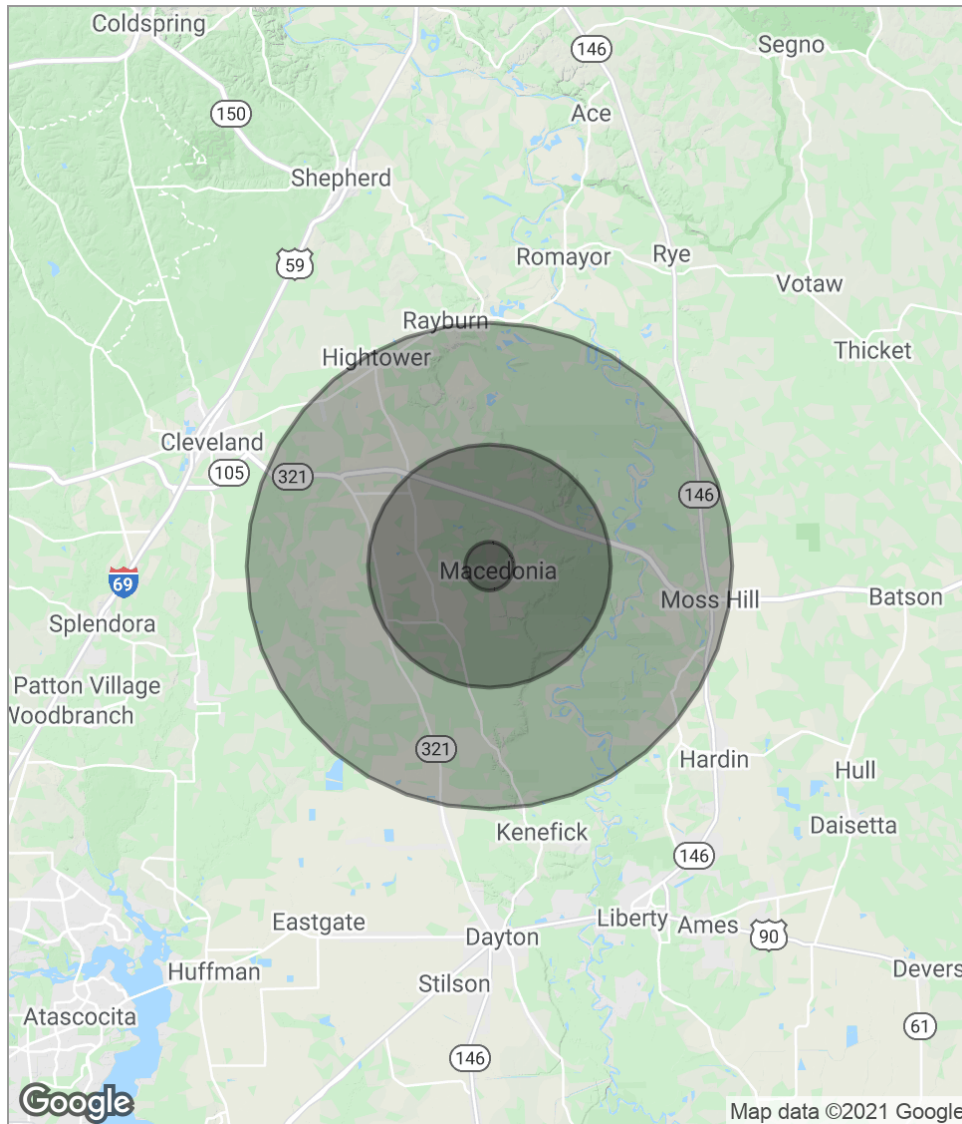 Coldspring
Segno
146
150
Ace
Shepherd
Romayor
Rye
59
Votaw
Rayburn
Thicket
Hightower
Cleveland
105
321
146
Macedonia
69
Moss Hill
Batson
Splendora
Patton Village
Woodbranch
321
Hardin
Hull
Kenefick
Daisetta
146
Eastgate
Liberty
Ames
Dayton
90
Huffman
Stilson
Devers
Atascocita
61
146
Google
Map data ©2021 Google